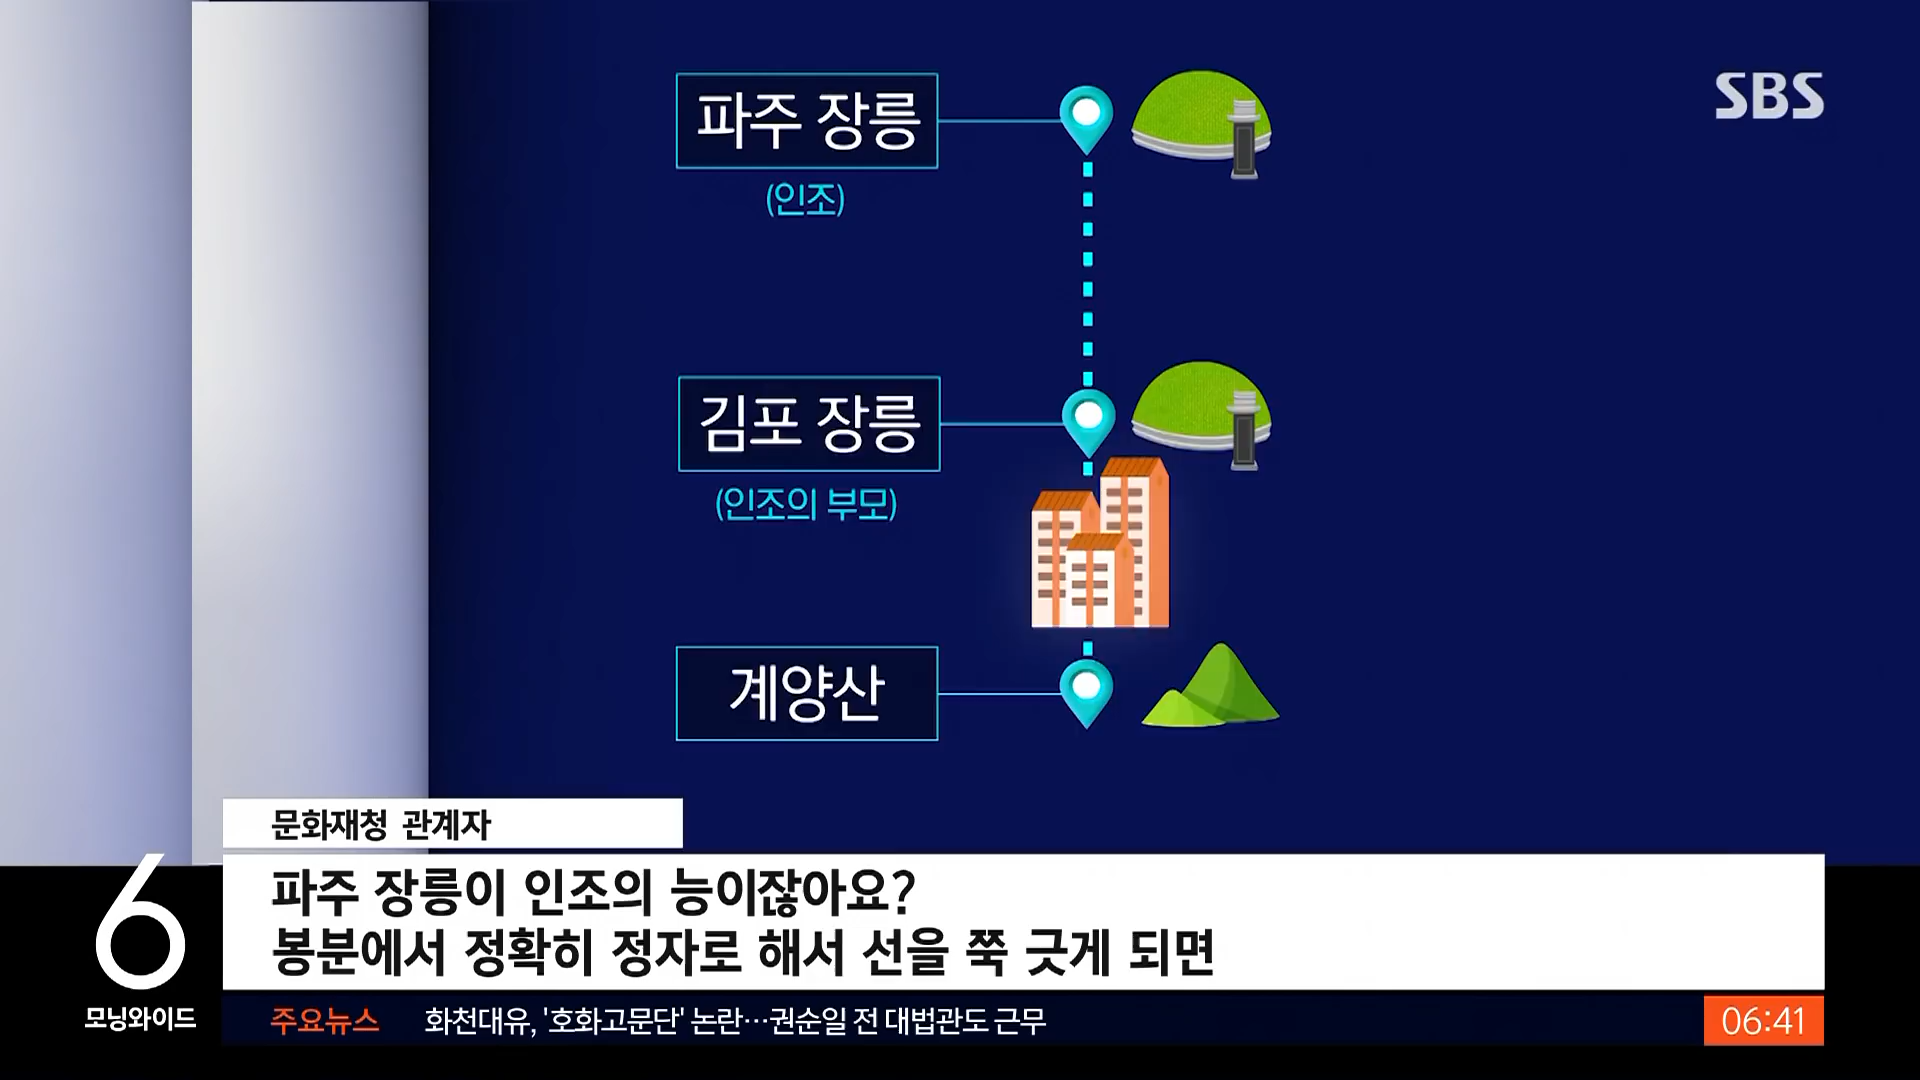 SBS
파주 장릉
(인조)
김포 장릉
(인조의 부모)
계양산
문화재청 관계자
파주 장릉이 인조의 능이잖아요?
봉분에서 정확히 정자로 해서 선을 쭉 긋게 되면
6
모닝와이드
주요뉴스 화천대유, '호화고문단' 논란…권순일 전 대법관도 근무
06:41